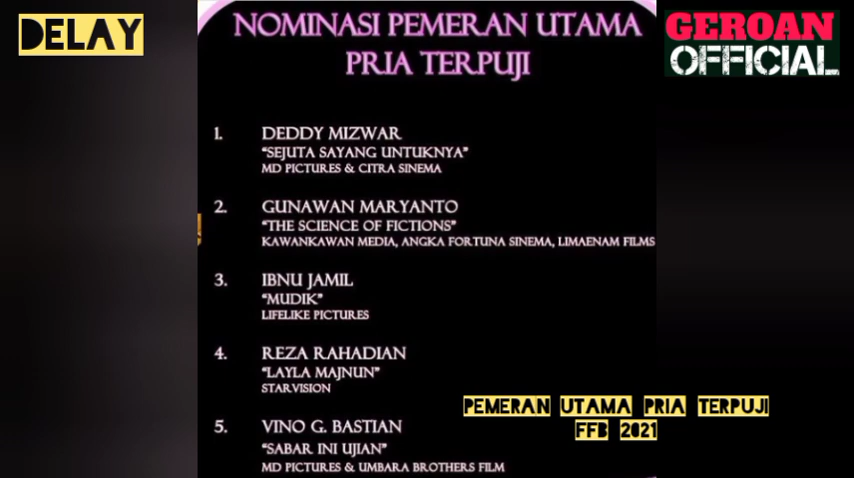 DELAY
GEROAN
OFFICIAL
NOMINASI PEMERAN UTAMA
PRIA TERPUJI
1. DEDDY MIZWAR
"SEJUTA SAYANG UNTUKNYA"
MD PICTURES & CITRA SINEMA
2. GUNAWAN MARYANTO
"THE SCIENCE OF FICTIONS"
KAWANKAWAN MEDIA, ANGKA FORTUNA SINEMA, LIMAENAM FILMS
3. IBNU JAMIL
"MUDIK"
LIFELIKE PICTURES
4. REZA RAHADIAN
"LAYLA MAJNUN"
STARVISION
5. VINO G. BASTIAN
"SABAR INI UJIAN"
MD PICTURES & UMBARA BROTHERS FILM
PEMERAN UTAMA PRIA TERPUJI
FFB 2021